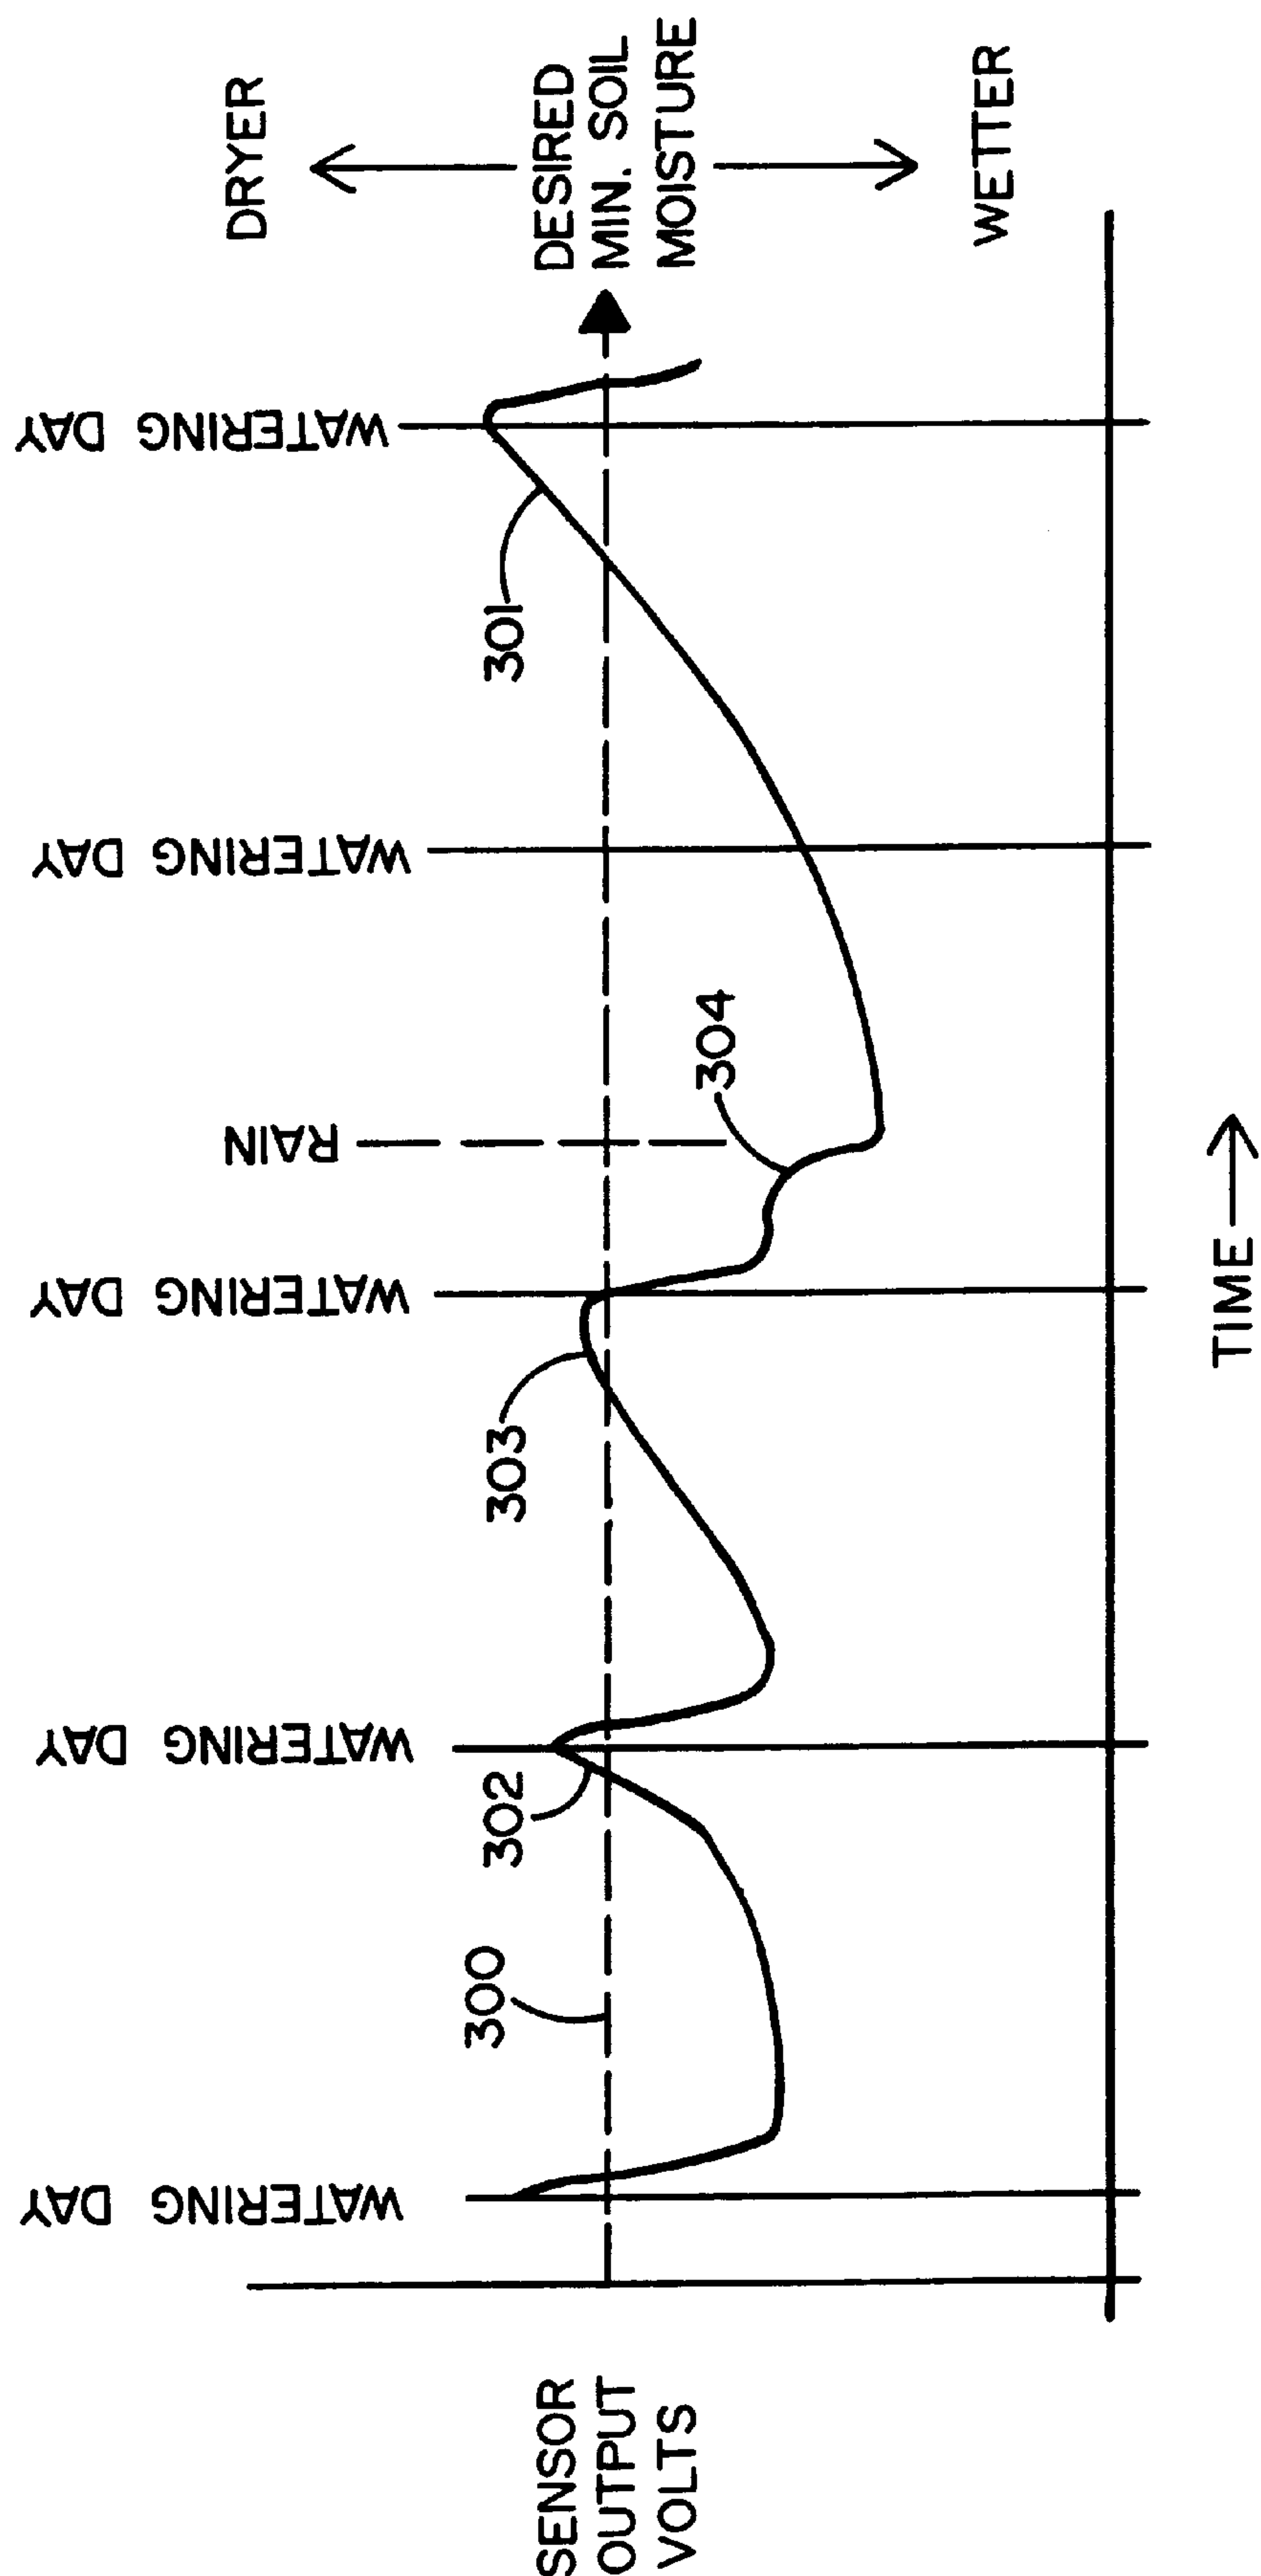 SENSOR
OUTPUT
VOLTS
WATERING DAY
300
302
WATERING DAY
303
WATERING DAY
RAIN
304
WATERING DAY
301
WATERING DAY
DRYER
DESIRED
MIN. SOIL
MOISTURE
WETTER
TIME